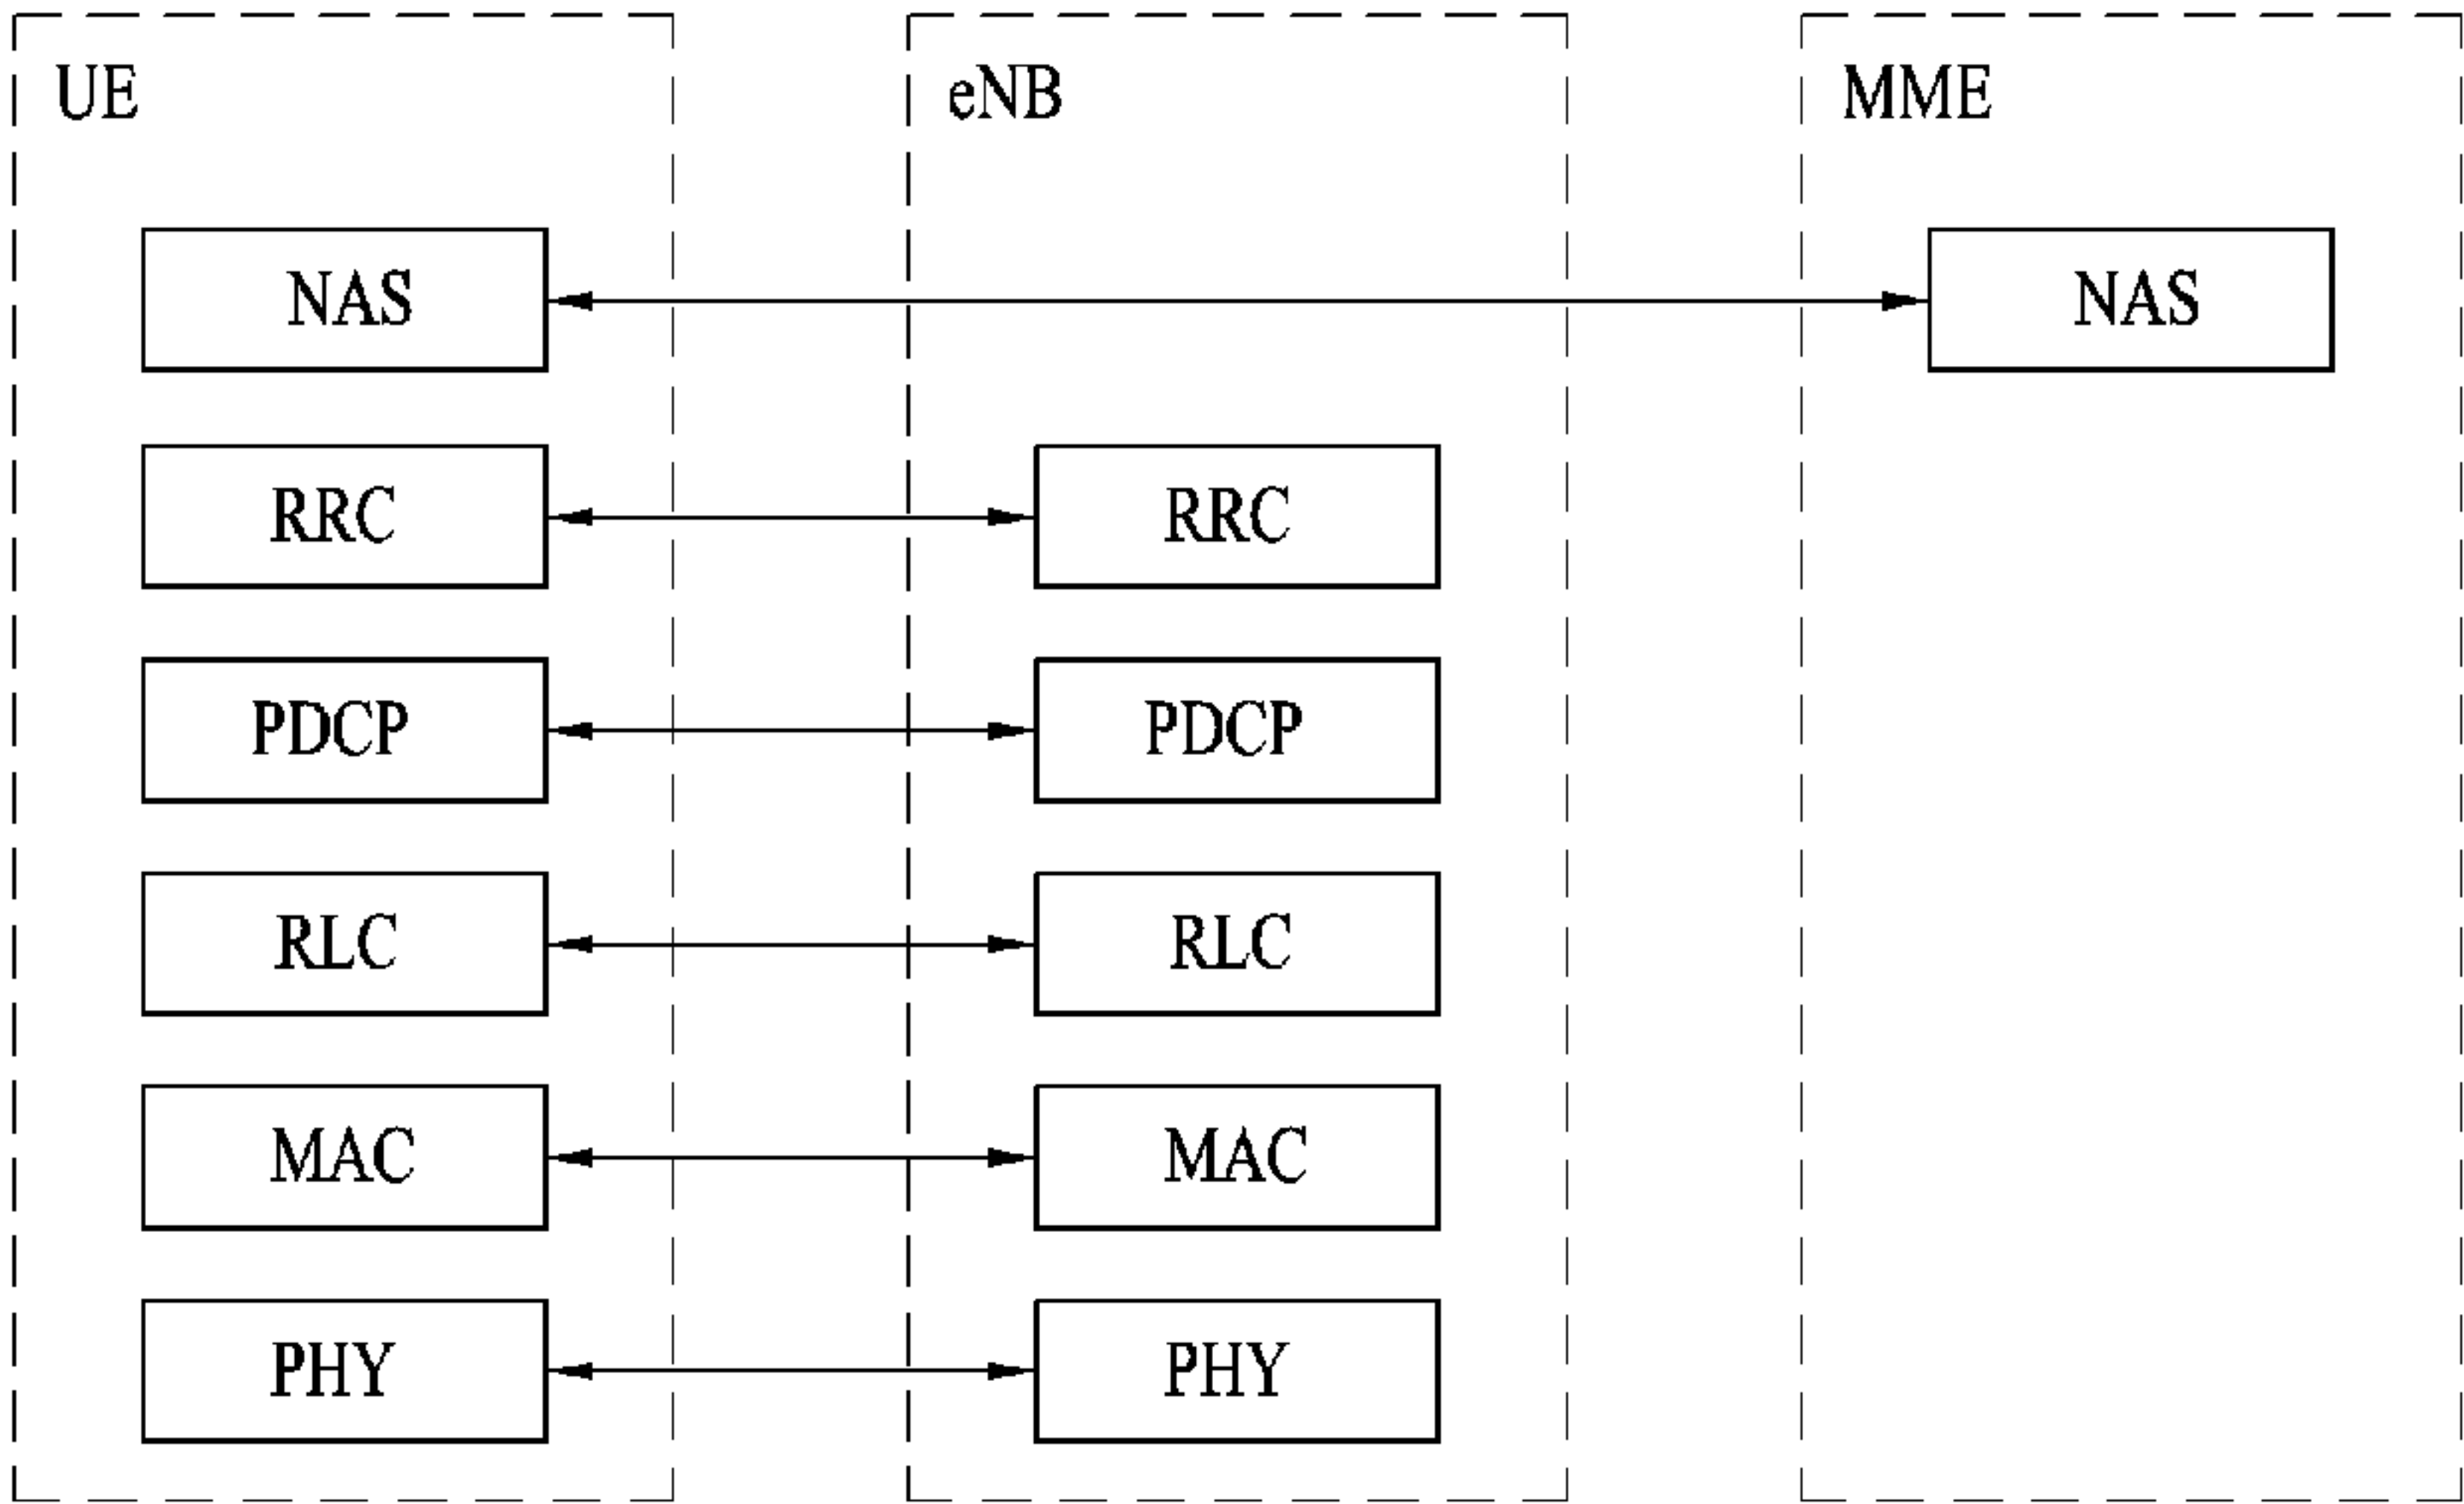 UE eNB MME
NAS NAS
RRC RRC
PDCP PDCP
RLC RLC
MAC MAC
PHY PHY